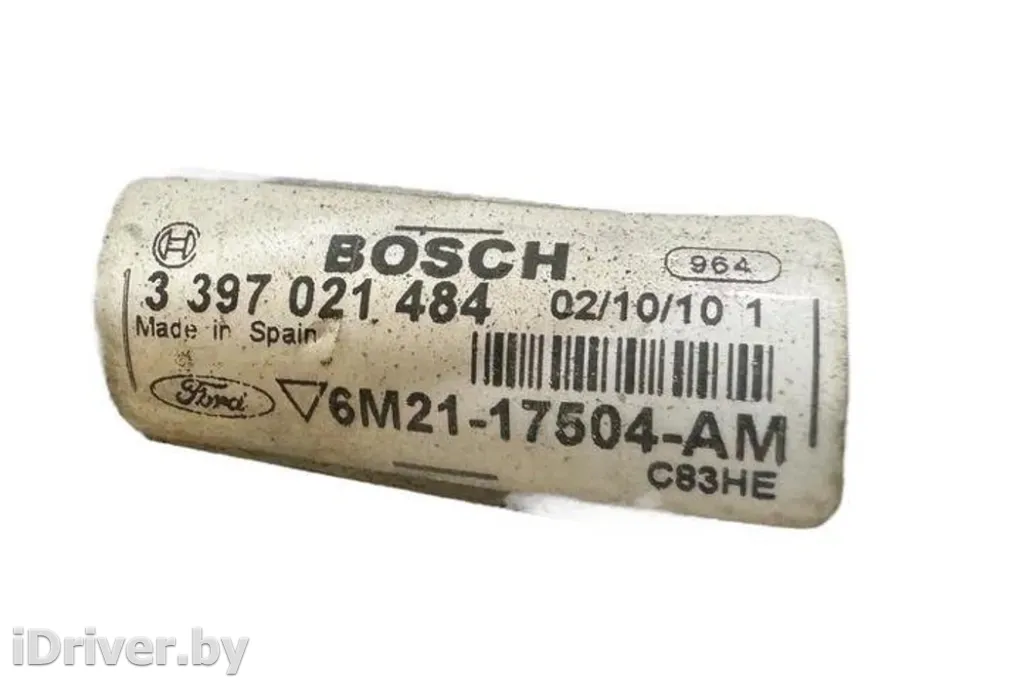 BOSCH
964
3 397 021 484 02/10/10 1
Made in Spain
Ford 6M21-17504-AM
C83HE
iDriver.by